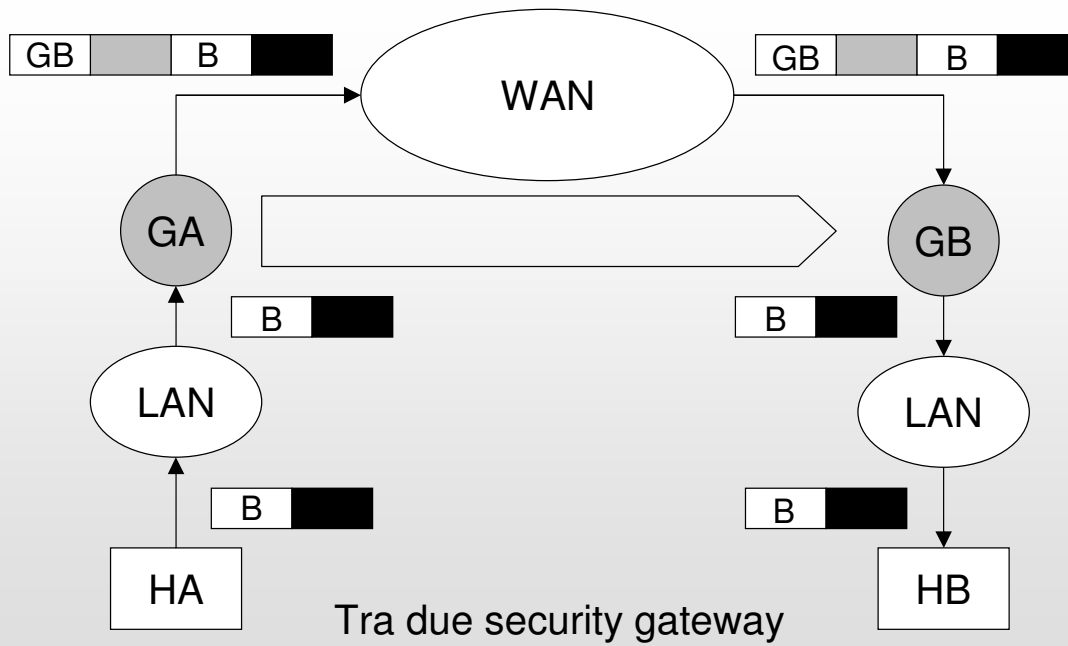 GB B
WAN
GB B
GA
GB
B
B
LAN
LAN
B
B
HA
HB
Tra due security gateway